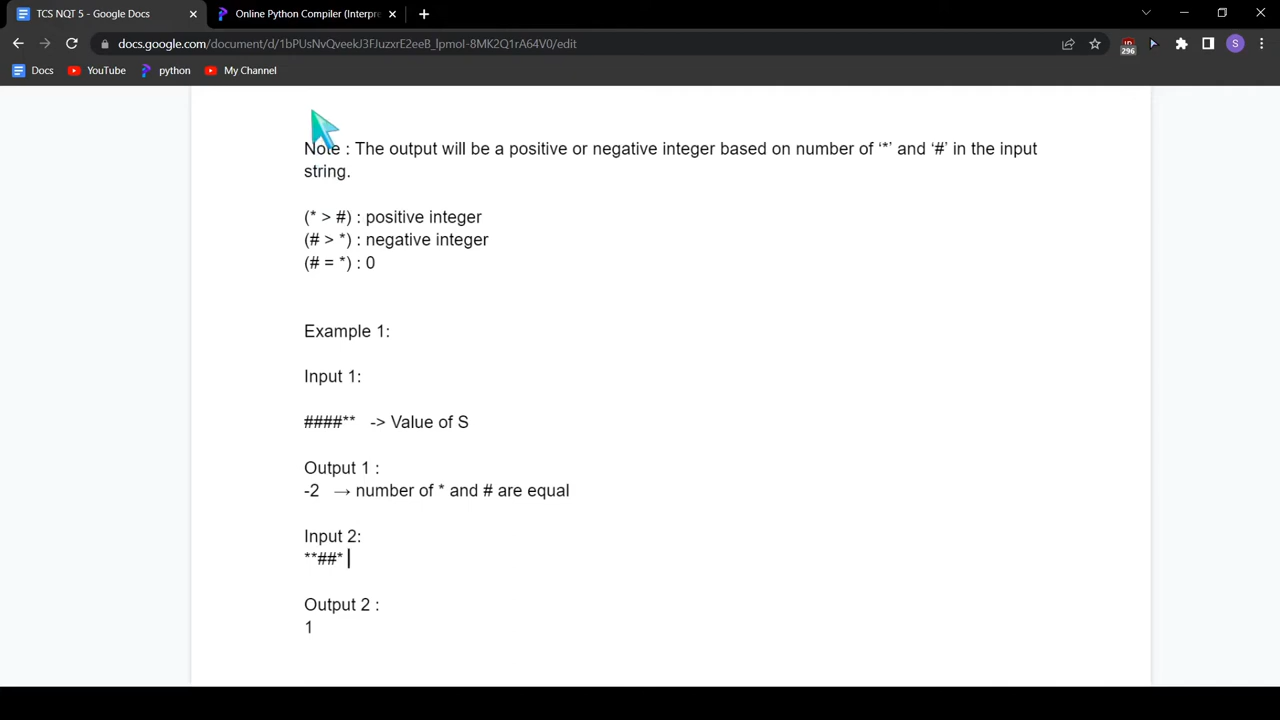 TCS NQT 5 - Google Docs
Online Python Compiler (Interpre
docs.google.com/document/d/1bPUsNvQveekJ3FJuzxrE2eeB_lpmoI-8MK2Q1rA64V0/edit
296
S
Docs
YouTube
python
My Channel
Note : The output will be a positive or negative integer based on number of ‘*’ and ‘#’ in the input
string.
(* > #) : positive integer
(# > *) : negative integer
(# = *) : 0
Example 1:
Input 1:
####** -> Value of S
Output 1 :
-2 → number of * and # are equal
Input 2:
**##*
Output 2 :
1